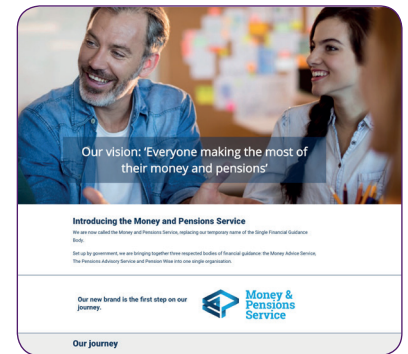 Our vision: ‘Everyone making the most of
their money and pensions’
Introducing the Money and Pensions Service
We are now called the Money and Pensions Service, replacing our temporary name of the Single Financial Guidance
Body.
Set up by government, we are bringing together three respected bodies of financial guidance: the Money Advice Service,
The Pensions Advisory Service and Pension Wise into one single organisation.
Our new brand is the first step on our
journey.
Money &
Pensions
Service
Our journey